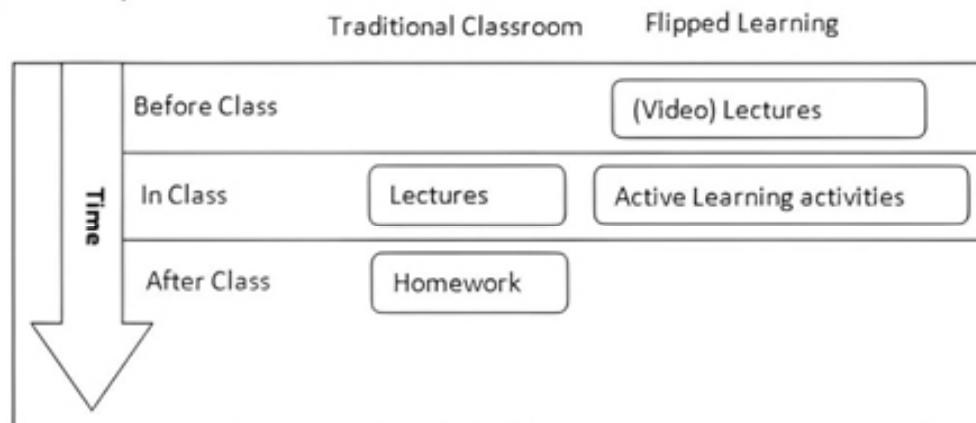 Traditional Classroom Flipped Learning
Before Class (Video) Lectures
Time
In Class Lectures Active Learning activities
After Class Homework